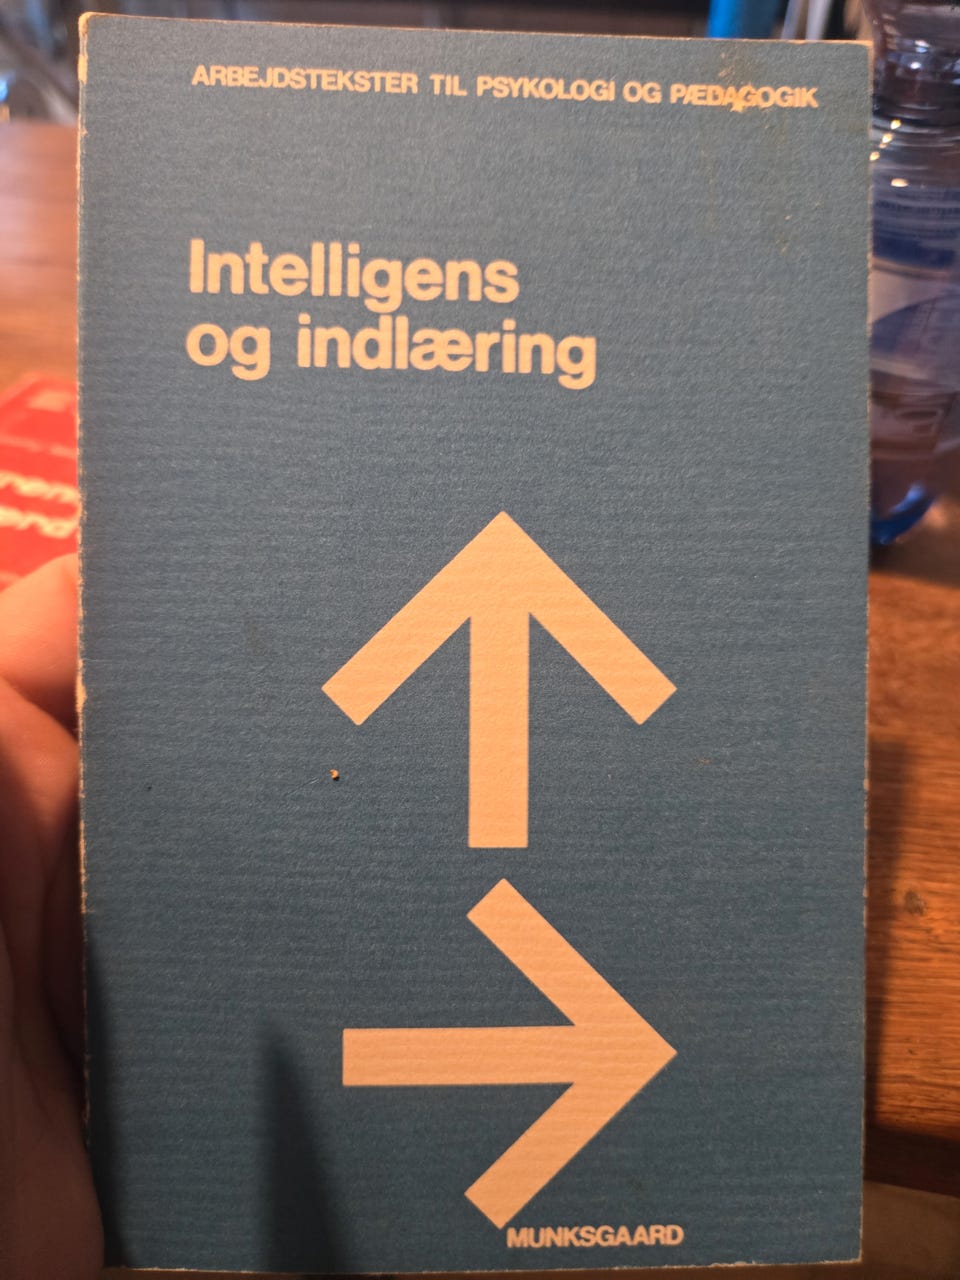 ARBEJDSTEKSTER TIL PSYKOLOGI OG PÆDAGOGIK
Intelligens
og indlæring
MUNKSGAARD